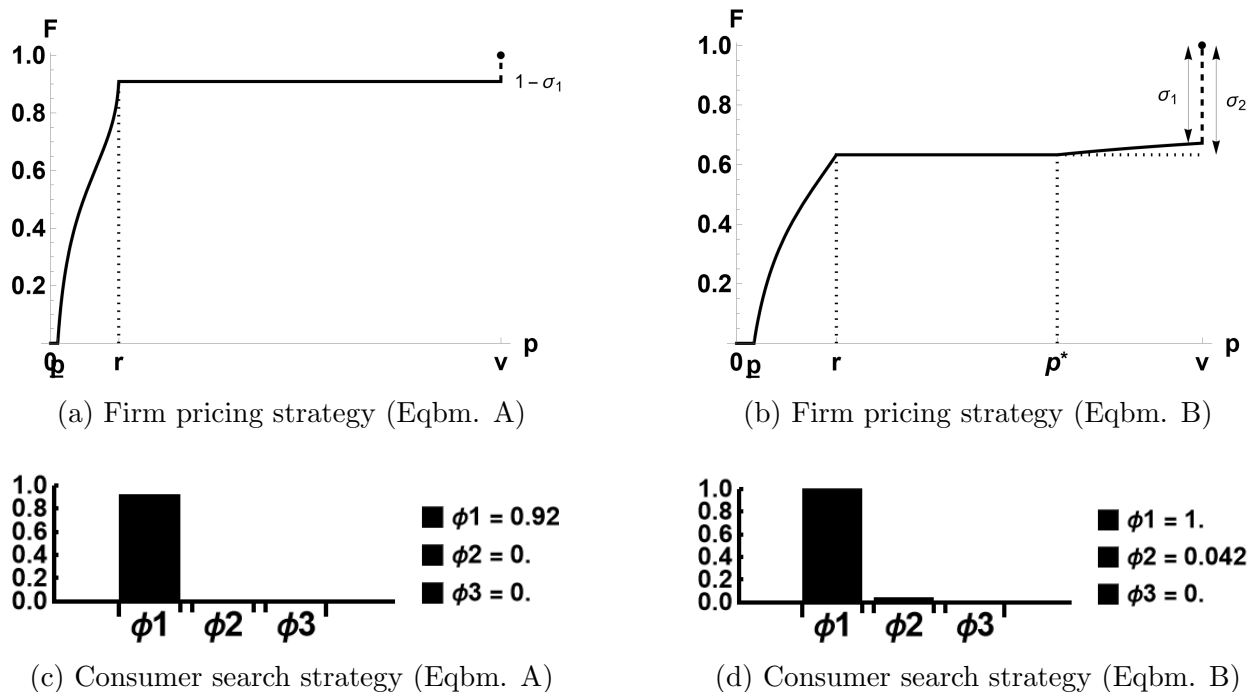 F
1.0
0.8
0.6
0.4
0.2
1−σ1
0 p r v p
(a) Firm pricing strategy (Eqbm. A)
F
1.0
0.8
0.6
0.4
0.2
σ1 σ2
0 p r p* v p
(b) Firm pricing strategy (Eqbm. B)
1.0
0.8
0.6
0.4
0.2
0.0
ϕ1 ϕ2 ϕ3
ϕ1 = 0.92
ϕ2 = 0.
ϕ3 = 0.
(c) Consumer search strategy (Eqbm. A)
1.0
0.8
0.6
0.4
0.2
0.0
ϕ1 ϕ2 ϕ3
ϕ1 = 1.
ϕ2 = 0.042
ϕ3 = 0.
(d) Consumer search strategy (Eqbm. B)